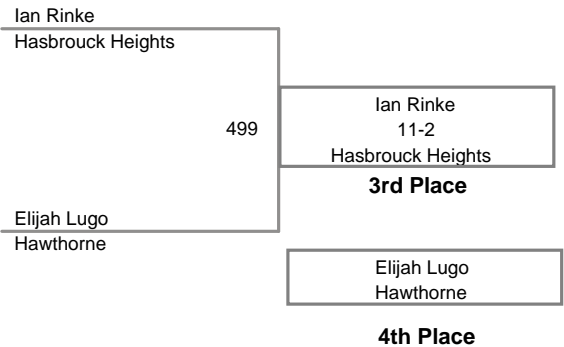 Ian Rinke
Hasbrouck Heights
499
Ian Rinke
11-2
Hasbrouck Heights
3rd Place
Elijah Lugo
Hawthorne
Elijah Lugo
Hawthorne
4th Place